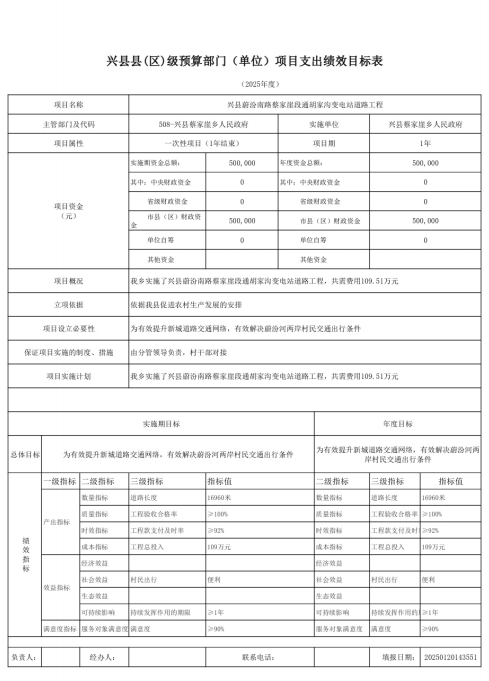 兴县县(区)级预算部门（单位）项目支出绩效目标表
（2025年度）
项目名称 兴县蔚汾南路蔡家崖段通胡家沟变电站道路工程
主管部门及代码 508-兴县蔡家崖乡人民政府 实施单位 兴县蔡家崖乡人民政府
项目属性 一次性项目（1年结束） 项目期 1年
项目资金
（元）
实施期资金总额： 500,000 年度资金总额： 500,000
其中：中央财政资金 0 其中：中央财政资金 0
省级财政资金 0 省级财政资金 0
市县（区）财政资金 500,000 市县（区）财政资金 500,000
单位自筹 0 单位自筹 0
其他资金 其他资金
项目概况 我乡实施了兴县蔚汾南路蔡家崖段通胡家沟变电站道路工程，共需费用109.51万元
立项依据 依据我县促进农村生产发展的安排
项目设立必要性 为有效提升新城道路交通网络，有效解决蔚汾河两岸村民交通出行条件
保证项目实施的制度、措施 由分管领导负责，村干部对接
项目实施计划 我乡实施了兴县蔚汾南路蔡家崖段通胡家沟变电站道路工程，共需费用109.51万元
实施期目标 年度目标
总体目标 为有效提升新城道路交通网络，有效解决蔚汾河两岸村民交通出行条件 为有效提升新城道路交通网络，有效解决蔚汾河两岸村民交通出行条件
绩效指标
一级指标 二级指标 三级指标 指标值 二级指标 三级指标 指标值
产出指标
数量指标 道路长度 16960米 数量指标 道路长度 16960米
质量指标 工程验收合格率 ≥100% 质量指标 工程验收合格率 ≥100%
时效指标 工程款支付及时率 ≥92% 时效指标 工程款支付及时 ≥92%
成本指标 工程总投入 109万元 成本指标 工程总投入 109万元
效益指标
经济效益 经济效益
社会效益 村民出行 便利 社会效益 村民出行 便利
生态效益 生态效益
可持续影响 持续发挥作用的期限 ≥1年 可持续影响 持续发挥作用的 ≥1年
满意度指标 服务对象满意度 满意度 ≥90% 服务对象满意度 满意度 ≥90%
负责人： 经办人： 联系电话： 填报日期： 20250120143551